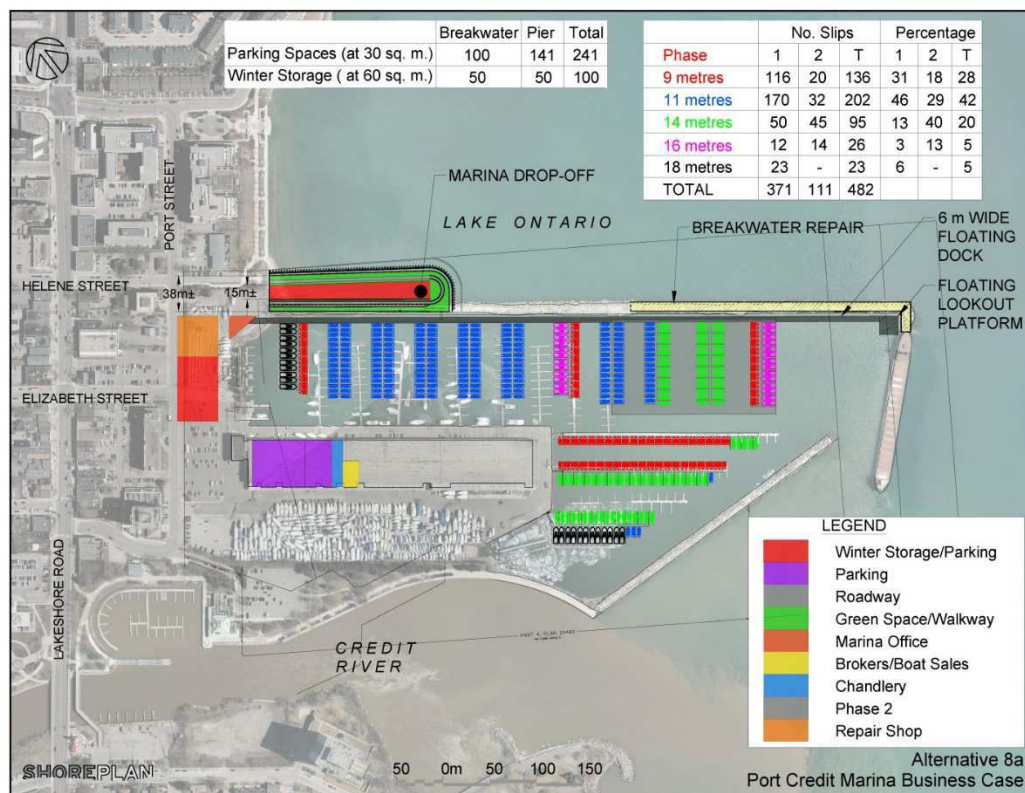 Breakwater Pier Total
Parking Spaces (at 30 sq. m.) 100 141 241
Winter Storage ( at 60 sq. m.) 50 50 100
No. Slips Percentage
Phase 1 2 T 1 2 T
9 metres 116 20 136 31 18 28
11 metres 170 32 202 46 29 42
14 metres 50 45 95 13 40 20
16 metres 12 14 26 3 13 5
18 metres 23 - 23 6 - 5
TOTAL 371 111 482
PORT STREET
MARINA DROP-OFF
LAKE ONTARIO
BREAKWATER REPAIR
6 m WIDE
FLOATING
DOCK
FLOATING
LOOKOUT
PLATFORM
HELENE STREET
38m±
15m±
ELIZABETH STREET
LAKESHORE ROAD
CREDIT
RIVER
LEGEND
Winter Storage/Parking
Parking
Roadway
Green Space/Walkway
Marina Office
Brokers/Boat Sales
Chandlery
Phase 2
Repair Shop
SHOREPLAN
50 0m 50 100 150
Alternative 8a
Port Credit Marina Business Case